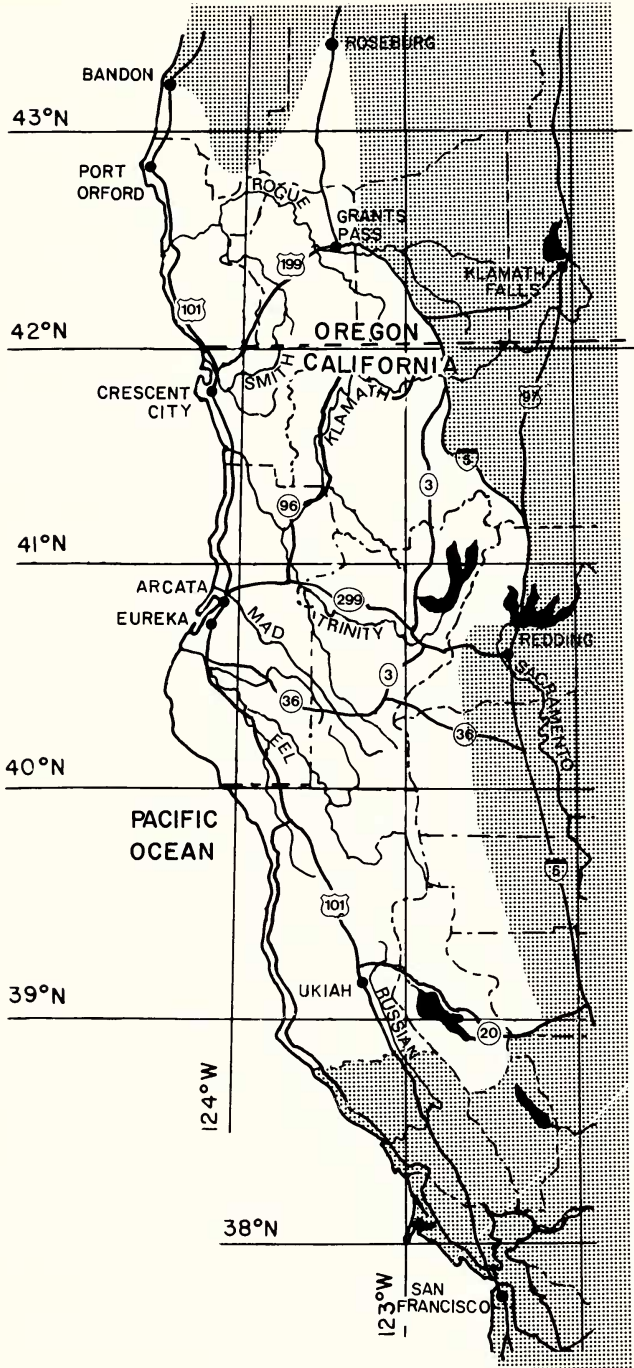 ROSEBURG
BANDON
43°N
PORT
ORFORD
ROGUE
GRANTS
PASS
199
KLAMATH
FALLS
101
42°N
OREGON
CALIFORNIA
SMITH
KLAMATH
CRESCENT
CITY
97
5
3
96
41°N
ARCATA
299
EUREKA
MAD
TRINITY
REDDING
SACRAMENTO
3
36
EEL
36
40°N
PACIFIC
OCEAN
5
101
UKIAH
39°N
RUSSIAN
20
124°W
38°N
123°W
SAN
FRANCISCO